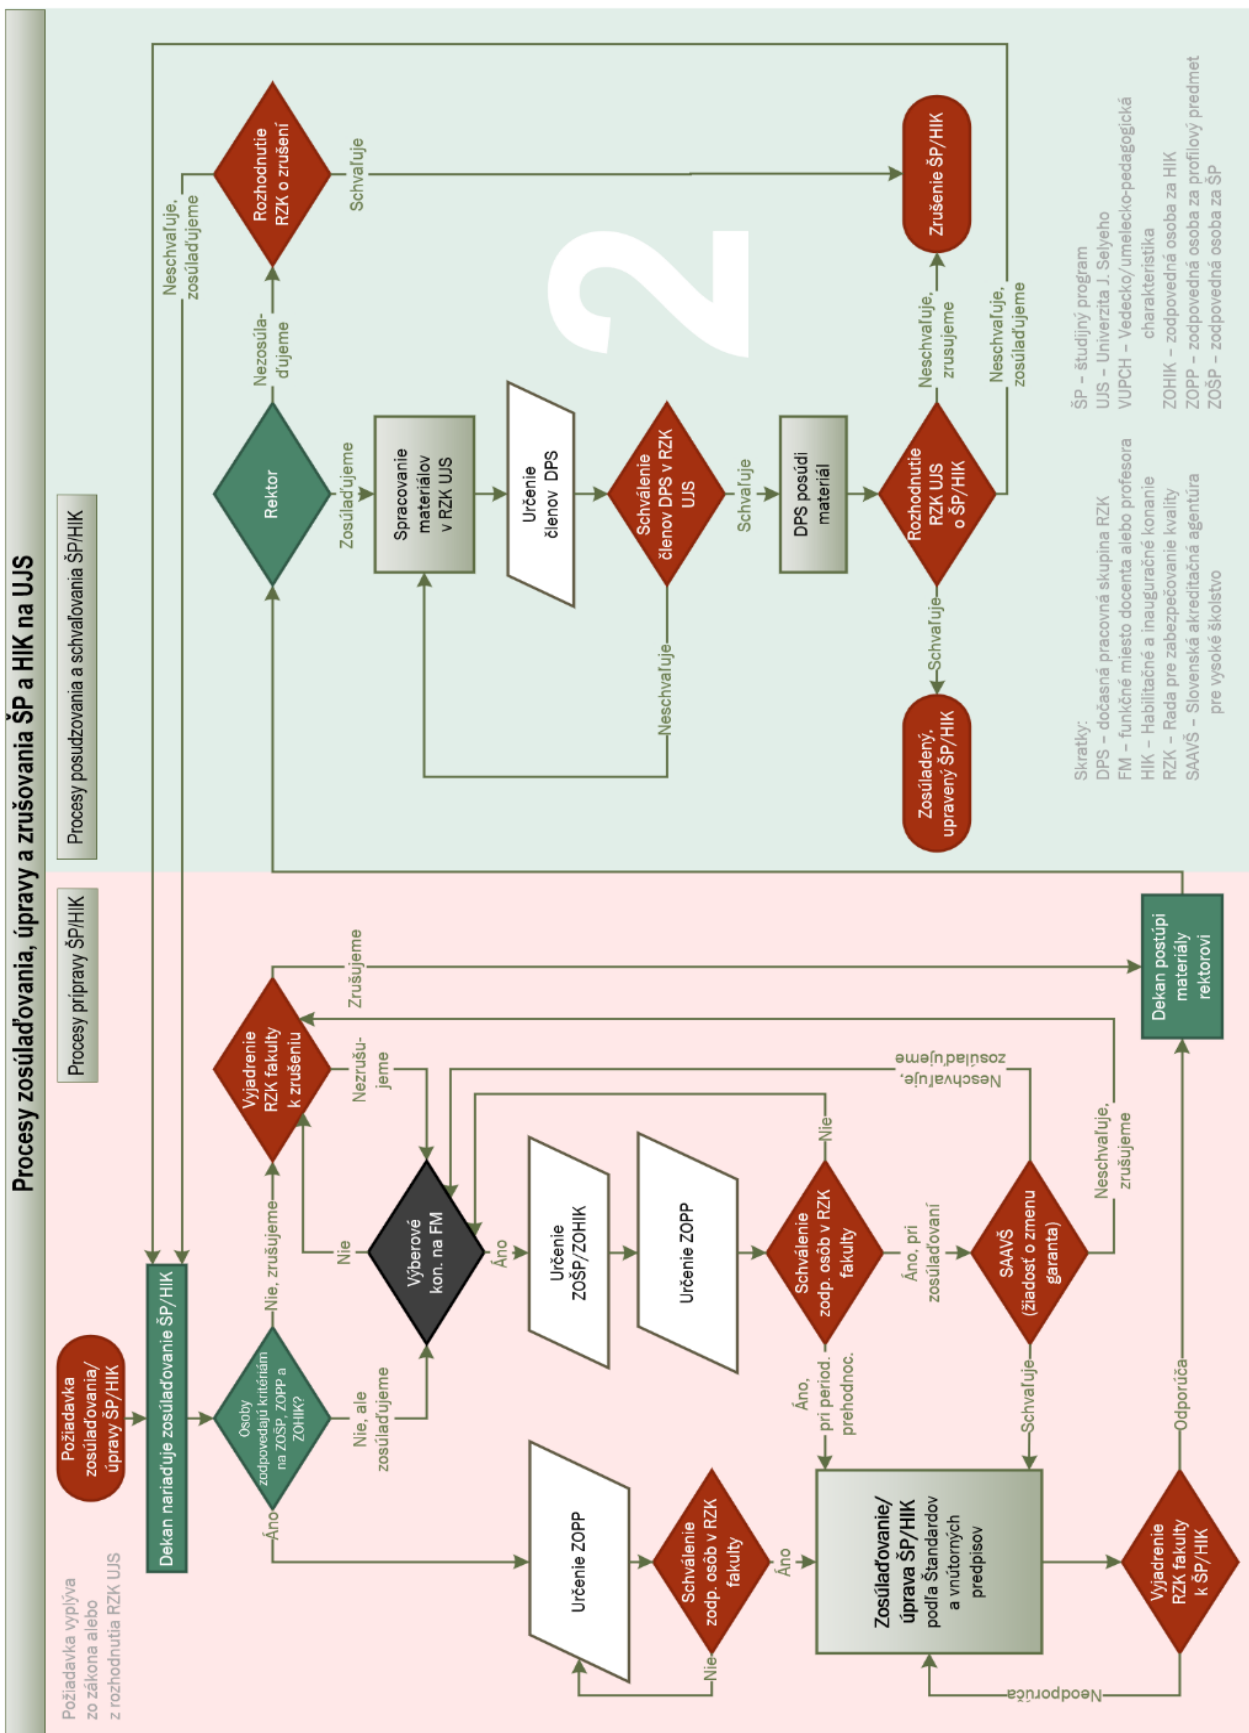 Procesy zosúlaďovania, úpravy a zrušovania ŠP a HIK na UJS
Procesy prípravy ŠP/HIK
Procesy posudzovania a schvaľovania ŠP/HIK
Požiadavka vyplýva
zo zákona alebo
z rozhodnutia RZK UJS
Požiadavka
zosúlaďovania/
úpravy ŠP/HIK
Dekan nariaďuje zosúlaďovanie ŠP/HIK
Osoby
zodpovedajú kritériám
na ZOŠP, ZOPP a
ZOHIK?
Áno
Nie, ale
zosúlaďujeme
Nie, zrušujeme
Vyjadrenie
RZK fakulty
k zrušeniu
Zrušujeme
Nezrušu-
jeme
Nie
Výberové
kon. na FM
Áno
Určenie
ZOŠP/ZOHIK
Určenie ZOPP
Schválenie
zodp. osôb v RZK
fakulty
Nie
Áno,
pri period.
prehodnoc.
Áno, pri
zosúlaďovaní
SAAVŠ
(žiadosť o zmenu
garanta)
Neschvaľuje,
zosúlaďujeme
Neschvaľuje,
zrušujeme
Schvaľuje
Určenie ZOPP
Schválenie
zodp. osôb v RZK
fakulty
Nie
Áno
Zosúlaďovanie/
úprava ŠP/HIK
podľa Štandardov
a vnútorných
predpisov
Vyjadrenie
RZK fakulty
k ŠP/HIK
Neodporúča
Odporúča
Dekan postúpi
materiály
rektorovi
Rektor
Nezosúla-
ďujeme
Rozhodnutie
RZK o zrušení
Neschvaľuje,
zosúlaďujeme
Schvaľuje
Zosúlaďujeme
Spracovanie
materiálov
v RZK UJS
Určenie
členov DPS
Schválenie
členov DPS v RZK
UJS
Neschvaľuje
Schvaľuje
DPS posúdi
materiál
Rozhodnutie
RZK UJS
o ŠP/HIK
Schvaľuje
Zosúladený,
upravený ŠP/HIK
Neschvaľuje,
zrusujeme
Zrušenie ŠP/HIK
Neschvaľuje,
zosúlaďujeme
2
Skratky:
DPS – dočasná pracovná skupina RZK
FM – funkčné miesto docenta alebo profesora
HIK – Habilitačné a inauguračné konanie
RZK – Rada pre zabezpečovanie kvality
SAAVŠ – Slovenská akreditačná agentúra
pre vysoké školstvo
ŠP – študijný program
UJS – Univerzita J. Selyeho
VUPCH – Vedecko/umelecko-pedagogická
charakteristika
ZOHIK – zodpovedná osoba za HIK
ZOPP – zodpovedná osoba za profilový predmet
ZOŠP – zodpovedná osoba za ŠP